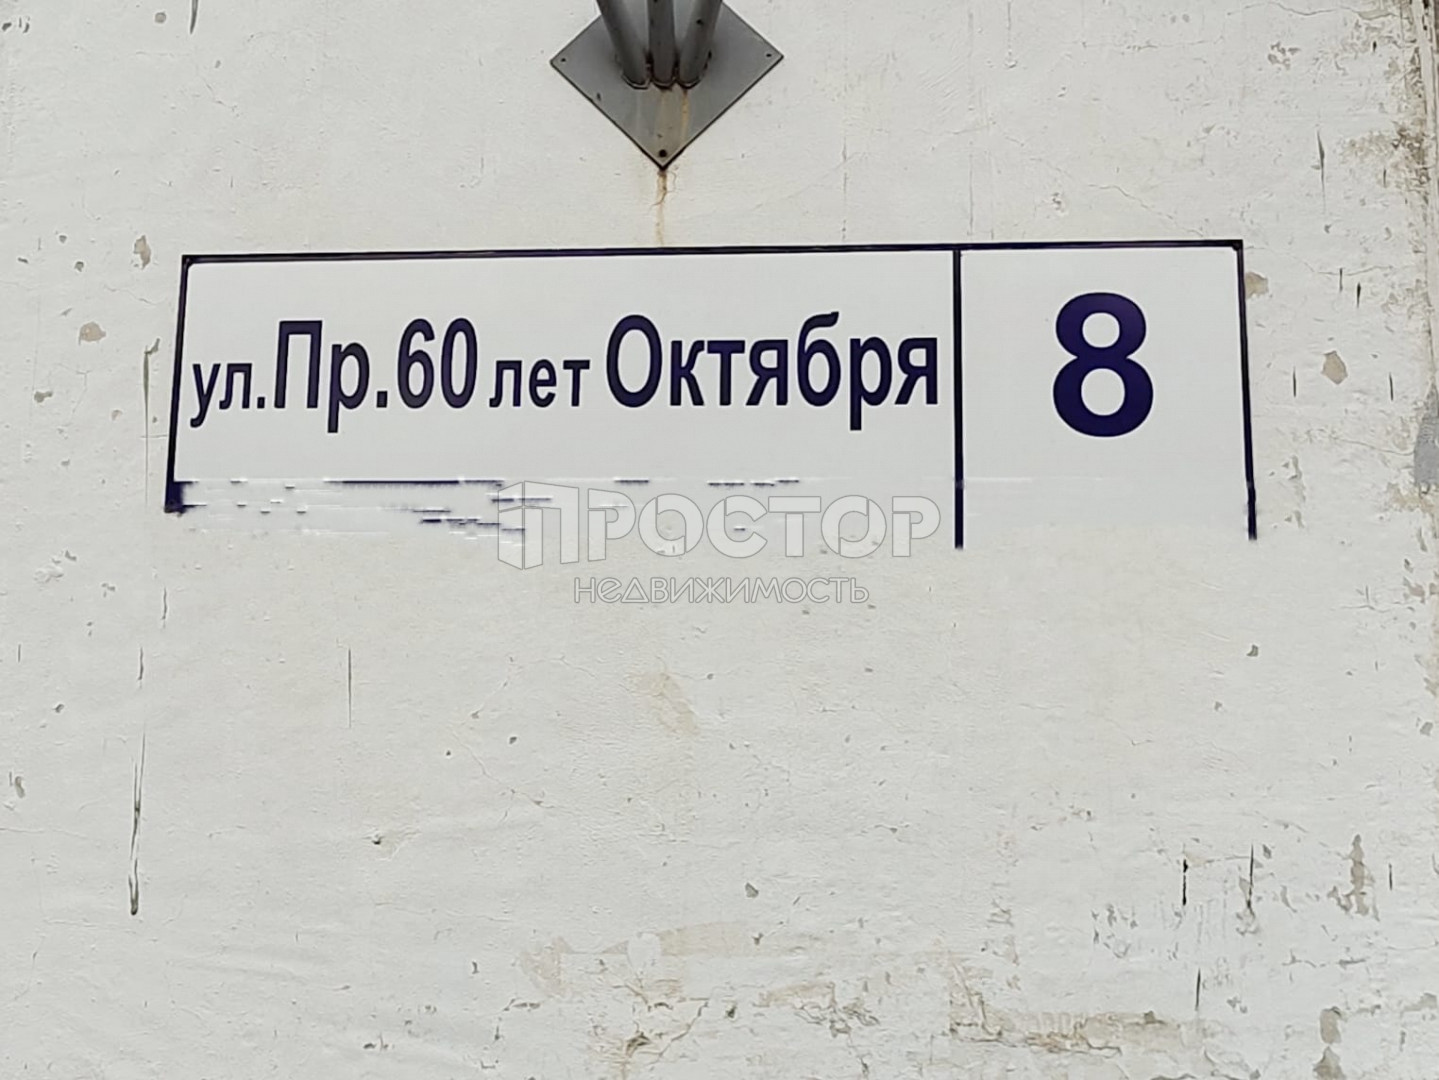 ул.Пр.60 лет Октября 8
ПРОСТОР
НЕДВИЖИМОСТЬ